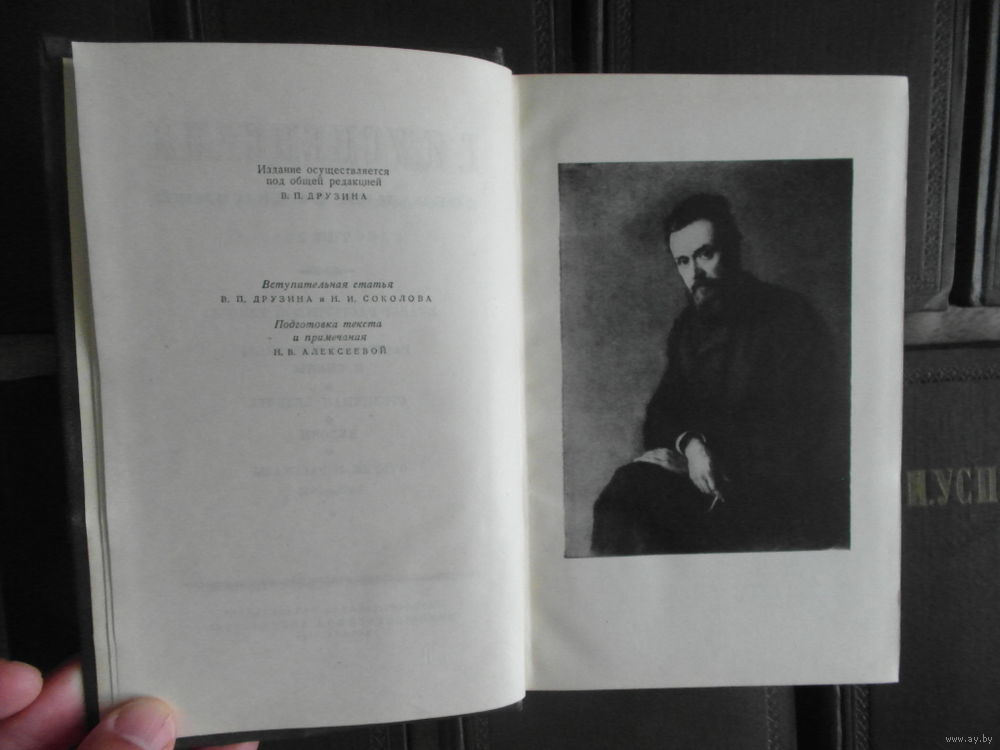 Издание осуществляется
под общей редакцией
В. П. ДРУЗИНА
Вступительная статья
В. П. ДРУЗИНА и Н. И. СОКОЛОВА
Подготовка текста
и примечания
Н. В. АЛЕКСЕЕВОЙ
И. УСП
www.ay.by